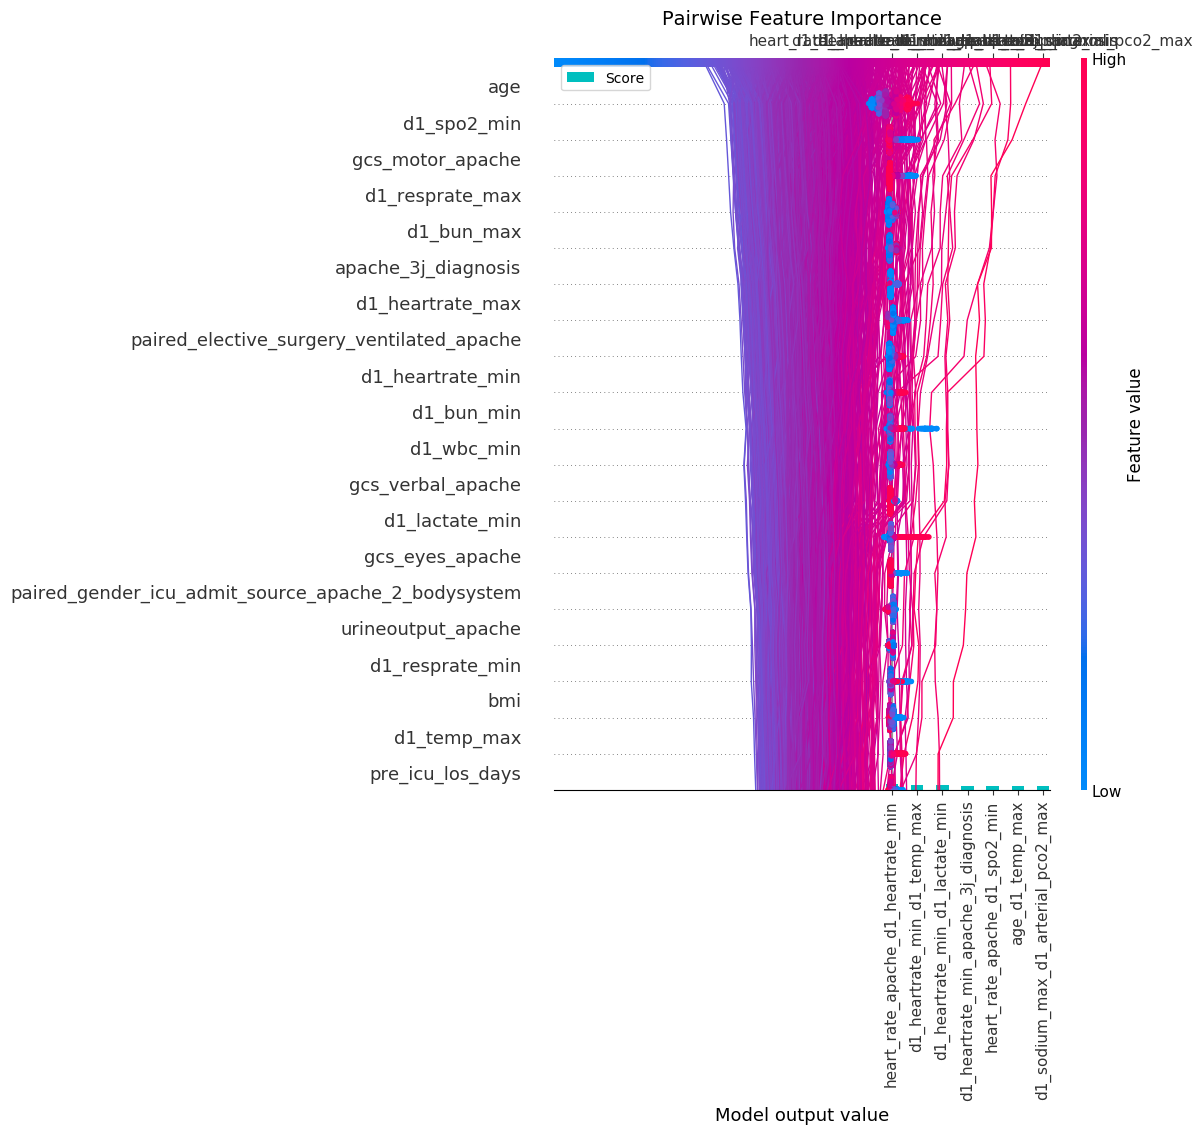 Pairwise Feature Importance
High
Score
age
d1_spo2_min
gcs_motor_apache
d1_resprate_max
d1_bun_max
apache_3j_diagnosis
d1_heartrate_max
paired_elective_surgery_ventilated_apache
d1_heartrate_min
d1_bun_min
d1_wbc_min
gcs_verbal_apache
d1_lactate_min
gcs_eyes_apache
paired_gender_icu_admit_source_apache_2_bodysystem
urineoutput_apache
d1_resprate_min
bmi
d1_temp_max
pre_icu_los_days
Feature value
Low
heart_rate_apache_d1_heartrate_min
d1_heartrate_min_d1_temp_max
d1_heartrate_min_d1_lactate_min
d1_heartrate_min_apache_3j_diagnosis
heart_rate_apache_d1_spo2_min
age_d1_temp_max
d1_sodium_max_d1_arterial_pco2_max
Model output value